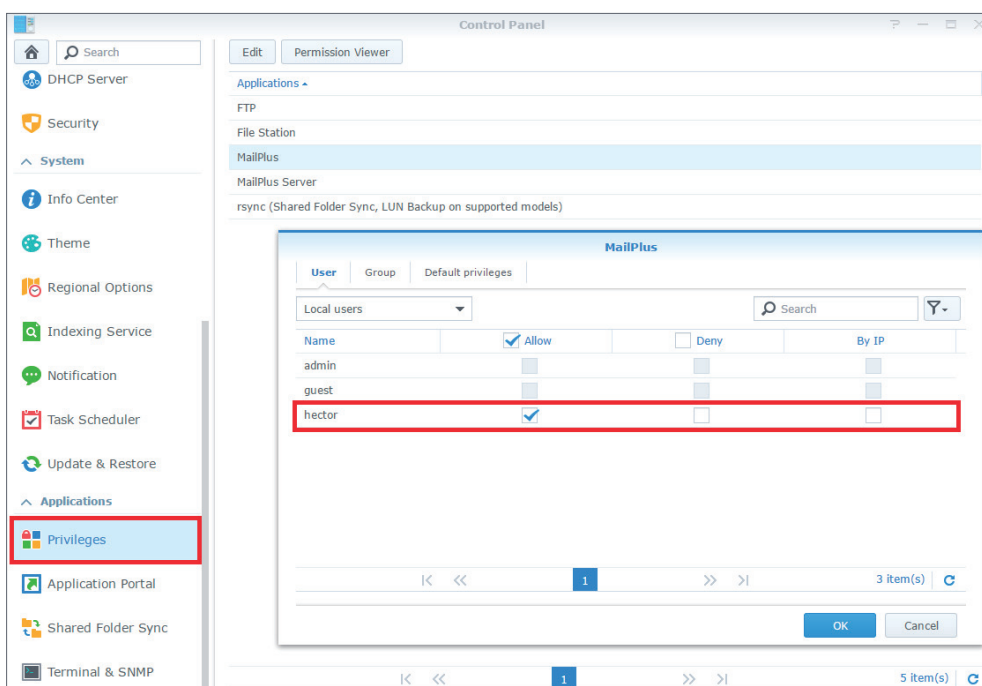 Control Panel
Search
DHCP Server
Security
System
Info Center
Theme
Regional Options
Indexing Service
Notification
Task Scheduler
Update & Restore
Applications
Privileges
Application Portal
Shared Folder Sync
Terminal & SNMP
Edit Permission Viewer
Applications
FTP
File Station
MailPlus
MailPlus Server
rsync (Shared Folder Sync, LUN Backup on supported models)
MailPlus
User Group Default privileges
Local users Search
Name Allow Deny By IP
admin
guest
hector
1 3 item(s)
OK Cancel
1 5 item(s)